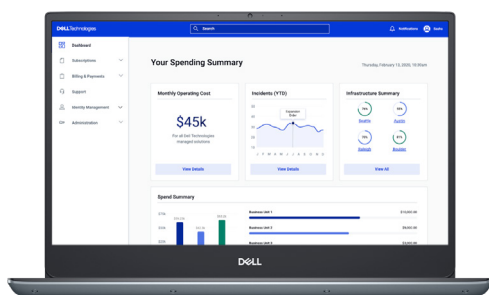 DELLTechnologies
Search
Notifications
Dashboard
Subscriptions
Billing & Payments
Support
Identity Management
Administration
Your Spending Summary
Thursday, February 13, 2020, 10:30am
Monthly Operating Cost
$45k
For all Dell Technologies
managed solutions
View Details
Incidents (YTD)
View Details
Infrastructure Summary
Seattle
Austin
Raleigh
Boulder
View All
Spend Summary
Business Unit 1
Business Unit 2
Business Unit 3
DELL